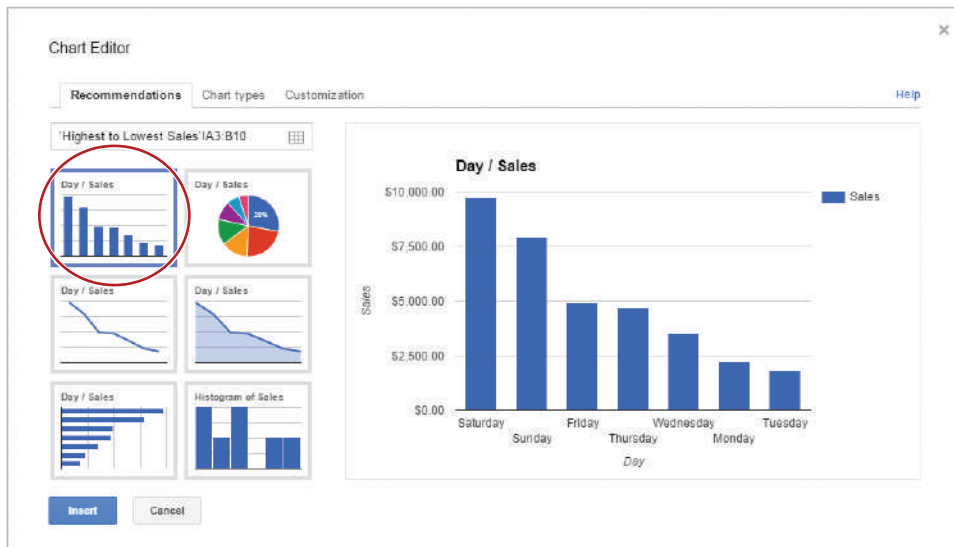 ×
Chart Editor
Recommendations Chart types Customization Help
'Highest to Lowest Sales'!A3:B10
Day / Sales
Day / Sales
28%
Day / Sales
Day / Sales
Day / Sales
Histogram of Sales
Day / Sales
$10,000.00
$7,500.00
$5,000.00
$2,500.00
$0.00
Sales
Sales
Saturday Friday Wednesday Tuesday
Sunday Thursday Monday
Day
Insert Cancel